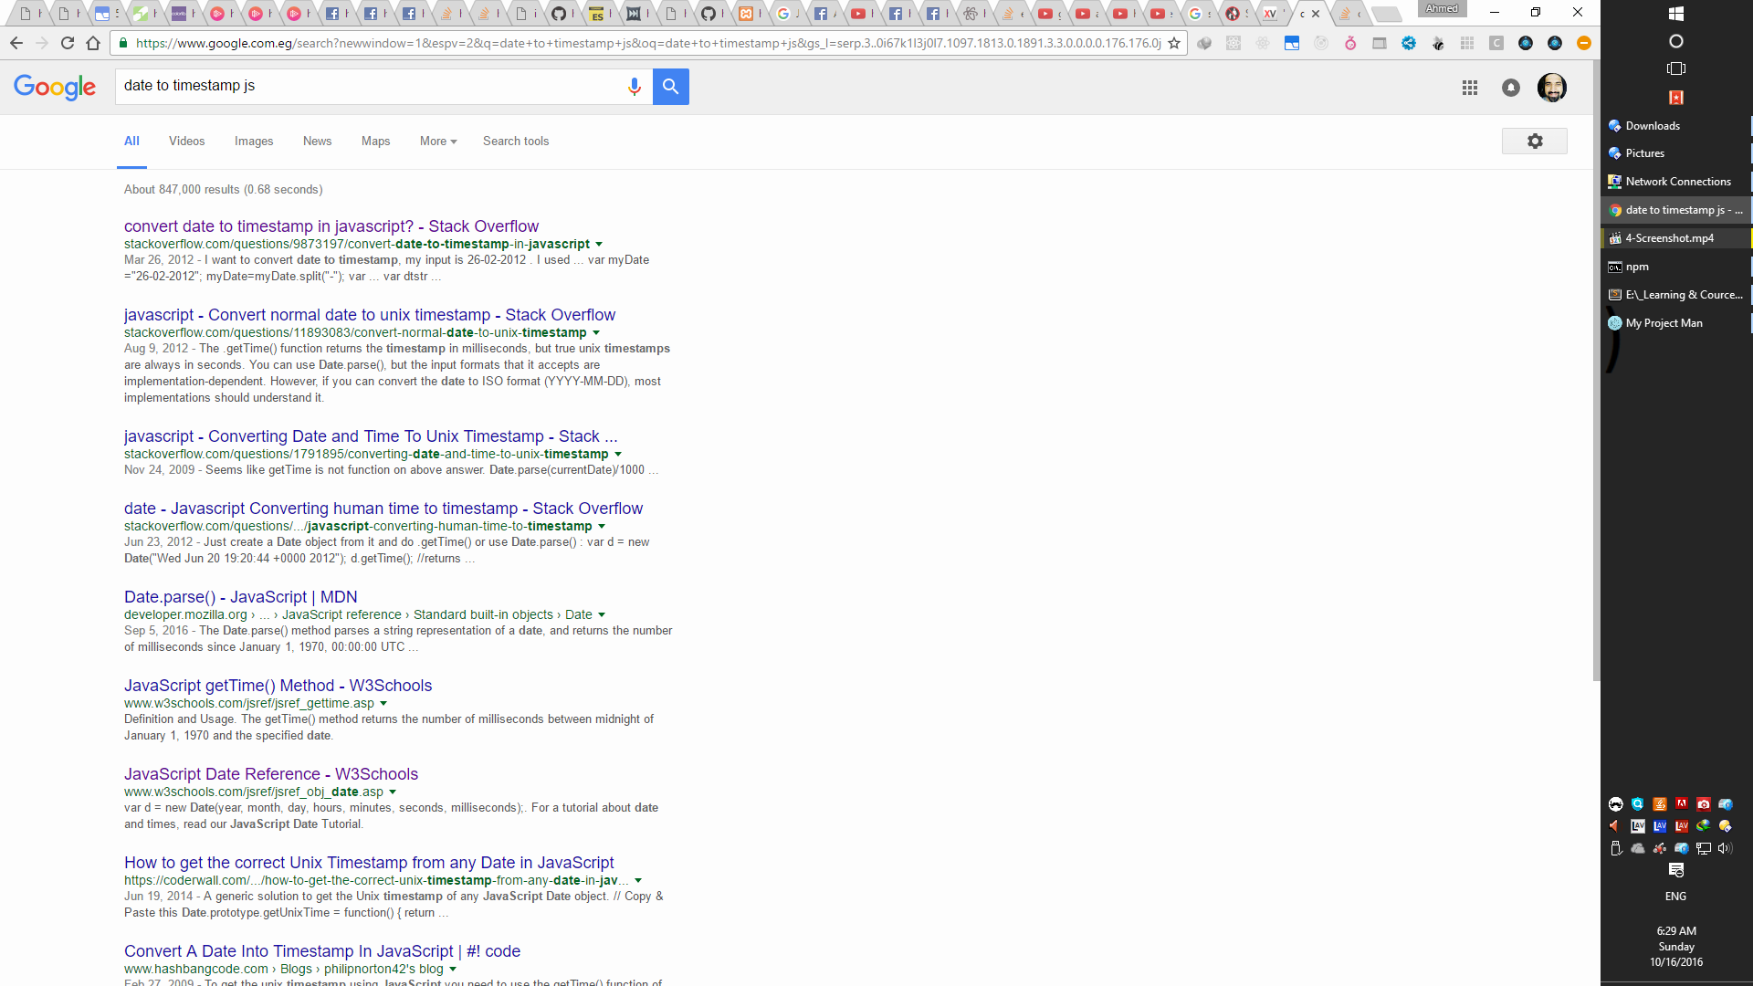 Ahmed
https://www.google.com.eg/search?newwindow=1&espv=2&q=date+to+timestamp+js&oq=date+to+timestamp+js&gs_l=serp.3..0i67k1l3j0l7.1097.1813.0.1891.3.3.0.0.0.0.176.176.0j
Google
date to timestamp js
All Videos Images News Maps More Search tools
About 847,000 results (0.68 seconds)
convert date to timestamp in javascript? - Stack Overflow
stackoverflow.com/questions/9873197/convert-date-to-timestamp-in-javascript
Mar 26, 2012 - I want to convert date to timestamp, my input is 26-02-2012 . I used ... var myDate
="26-02-2012"; myDate=myDate.split("-"); var ... var dtstr ...
javascript - Convert normal date to unix timestamp - Stack Overflow
stackoverflow.com/questions/11893083/convert-normal-date-to-unix-timestamp
Aug 9, 2012 - The .getTime() function returns the timestamp in milliseconds, but true unix timestamps
are always in seconds. You can use Date.parse(), but the input formats that it accepts are
implementation-dependent. However, if you can convert the date to ISO format (YYYY-MM-DD), most
implementations should understand it.
javascript - Converting Date and Time To Unix Timestamp - Stack ...
stackoverflow.com/questions/1791895/converting-date-and-time-to-unix-timestamp
Nov 24, 2009 - Seems like getTime is not function on above answer. Date.parse(currentDate)/1000 ...
date - Javascript Converting human time to timestamp - Stack Overflow
stackoverflow.com/questions/.../javascript-converting-human-time-to-timestamp
Jun 23, 2012 - Just create a Date object from it and do .getTime() or use Date.parse() : var d = new
Date("Wed Jun 20 19:20:44 +0000 2012"); d.getTime(); //returns ...
Date.parse() - JavaScript | MDN
developer.mozilla.org › ... › JavaScript reference › Standard built-in objects › Date
Sep 5, 2016 - The Date.parse() method parses a string representation of a date, and returns the number
of milliseconds since January 1, 1970, 00:00:00 UTC ...
JavaScript getTime() Method - W3Schools
www.w3schools.com/jsref/jsref_gettime.asp
Definition and Usage. The getTime() method returns the number of milliseconds between midnight of
January 1, 1970 and the specified date.
JavaScript Date Reference - W3Schools
www.w3schools.com/jsref/jsref_obj_date.asp
var d = new Date(year, month, day, hours, minutes, seconds, milliseconds);. For a tutorial about date
and times, read our JavaScript Date Tutorial.
How to get the correct Unix Timestamp from any Date in JavaScript
https://coderwall.com/.../how-to-get-the-correct-unix-timestamp-from-any-date-in-jav...
Jun 19, 2014 - A generic solution to get the Unix timestamp of any JavaScript Date object. // Copy &
Paste this Date.prototype.getUnixTime = function() { return ...
Convert A Date Into Timestamp In JavaScript | #! code
www.hashbangcode.com › Blogs › philipnorton42's blog
Feb 27, 2009 - To get the unix timestamp using JavaScript you need to use the getTime() function of
Downloads
Pictures
Network Connections
date to timestamp js - ...
4-Screenshot.mp4
npm
E:\_Learning & Cource...
My Project Man
ENG
6:29 AM
Sunday
10/16/2016